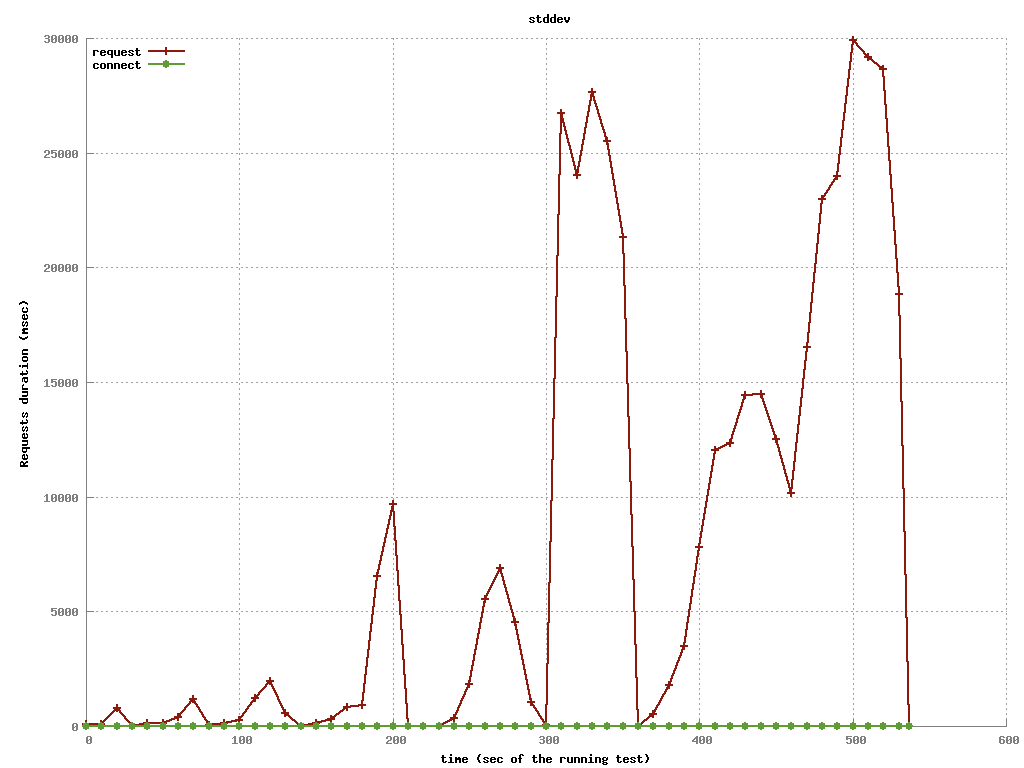 stddev
30000
request
connect
25000
20000
Requests duration (msec)
15000
10000
5000
0
0 100 200 300 400 500 600
time (sec of the running test)